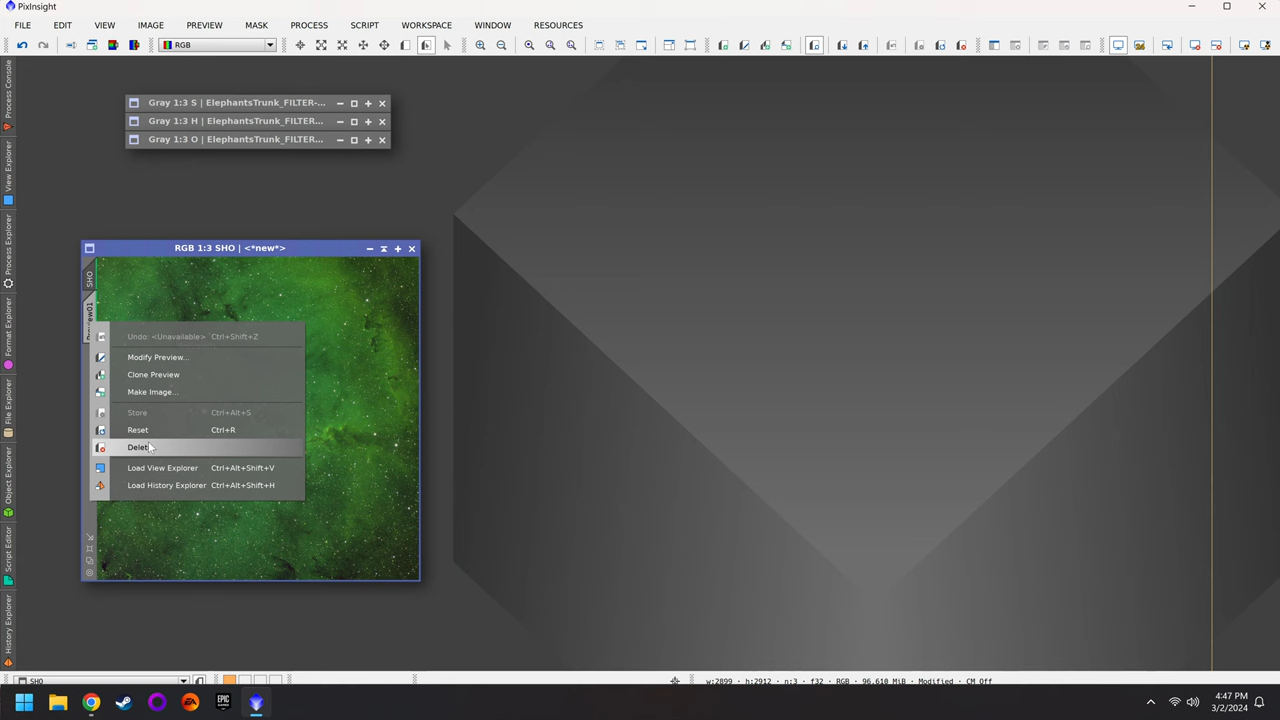 PixInsight
FILE EDIT VIEW IMAGE PREVIEW MASK PROCESS SCRIPT WORKSPACE WINDOW RESOURCES
RGB
Process Console
View Explorer
Process Explorer
Format Explorer
File Explorer
Object Explorer
Script Editor
History Explorer
Gray 1:3 S | ElephantsTrunk_FILTER-...
Gray 1:3 H | ElephantsTrunk_FILTER...
Gray 1:3 O | ElephantsTrunk_FILTER...
RGB 1:3 SHO | <*new*>
SHO
Undo: <Unavailable> Ctrl+Shift+Z
Modify Preview...
Clone Preview
Make Image...
Store Ctrl+Alt+S
Reset Ctrl+R
Delet
Load View Explorer Ctrl+Alt+Shift+V
Load History Explorer Ctrl+Alt+Shift+H
SHO
w:2899 · h:2912 · n:3 · f32 · RGB · 96.610 MiB · Modified · CM Off
EA
EPIC GAMES
4:47 PM
3/2/2024